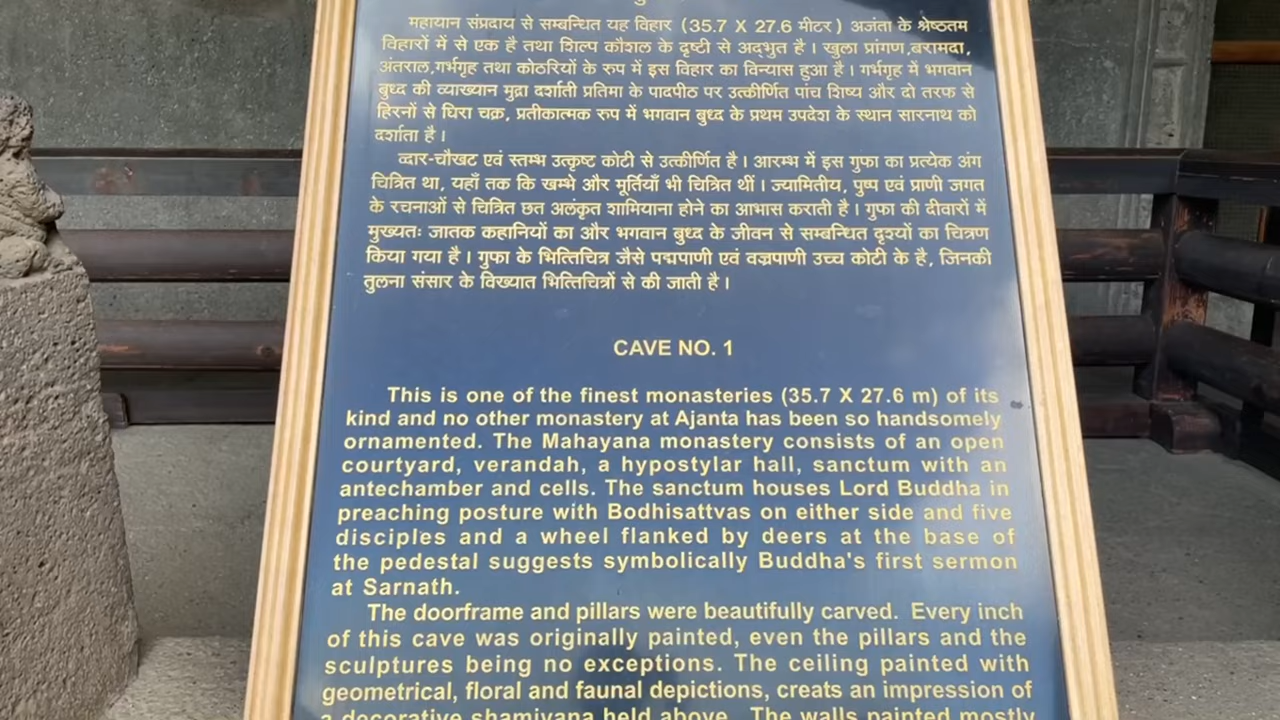 महायान संप्रदाय से सम्बन्धित यह विहार (35.7 X 27.6 मीटर) अजंता के श्रेष्ठतम
विहारों में से एक है तथा शिल्प कौशल के दृष्टी से अद्‌भुत है । खुला प्रांगण,बरामदा,
अंतराल,गर्भगृह तथा कोठरियों के रुप में इस विहार का विन्यास हुआ है । गर्भगृह में भगवान
बुध्द की व्याख्यान मुद्रा दर्शाती प्रतिमा के पादपीठ पर उत्कीर्णित पांच शिष्य और दो तरफ से
हिरनों से घिरा चक्र, प्रतीकात्मक रुप में भगवान बुध्द के प्रथम उपदेश के स्थान सारनाथ को
दर्शाता है ।
व्दार-चौखट एवं स्तम्भ उत्कृष्ट कोटी से उत्कीर्णित है । आरम्भ में इस गुफा का प्रत्येक अंग
चित्रित था, यहाँ तक कि खम्भे और मूर्तियाँ भी चित्रित थीं । ज्यामितीय, पुष्प एवं प्राणी जगत
के रचनाओं से चित्रित छत अलंकृत शामियाना होने का आभास कराती है । गुफा की दीवारों में
मुख्यतः जातक कहानियों का और भगवान बुध्द के जीवन से सम्बन्धित दृश्यों का चित्रण
किया गया है । गुफा के भित्तिचित्र जैसे पद्मपाणी एवं वज्रपाणी उच्च कोटी के है, जिनकी
तुलना संसार के विख्यात भित्तिचित्रों से की जाती है ।
CAVE NO. 1
This is one of the finest monasteries (35.7 X 27.6 m) of its
kind and no other monastery at Ajanta has been so handsomely
ornamented. The Mahayana monastery consists of an open
courtyard, verandah, a hypostylar hall, sanctum with an
antechamber and cells. The sanctum houses Lord Buddha in
preaching posture with Bodhisattvas on either side and five
disciples and a wheel flanked by deers at the base of
the pedestal suggests symbolically Buddha's first sermon
at Sarnath.
The doorframe and pillars were beautifully carved. Every inch
of this cave was originally painted, even the pillars and the
sculptures being no exceptions. The ceiling painted with
geometrical, floral and faunal depictions, creats an impression of
a decorative shamiyana held above. The walls painted mostly